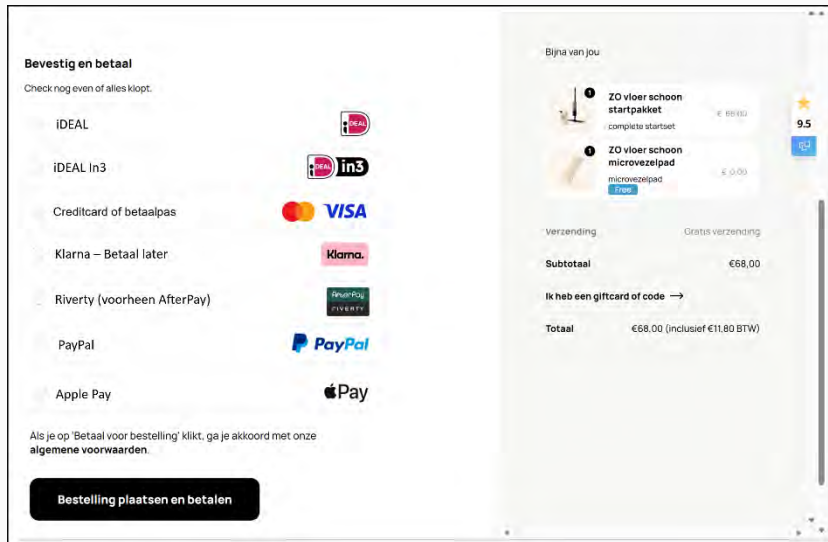 Bevestig en betaal
Check nog even of alles klopt.
iDEAL
iDEAL
iDEAL In3
iDEAL in3
Creditcard of betaalpas
VISA
Klarna – Betaal later
Klarna.
Riverty (voorheen AfterPay)
AfterPay
RIVERTY
PayPal
PayPal
Apple Pay
Pay
Als je op 'Betaal voor bestelling' klikt, ga je akkoord met onze
algemene voorwaarden.
Bestelling plaatsen en betalen
Bijna van jou
1
ZO vloer schoon
startpakket
complete startset
€ 68,00
1
ZO vloer schoon
microvezelpad
microvezelpad
Free
€ 0,00
Verzending Gratis verzending
Subtotaal €68,00
Ik heb een giftcard of code →
Totaal €68,00 (inclusief €11,80 BTW)
9.5